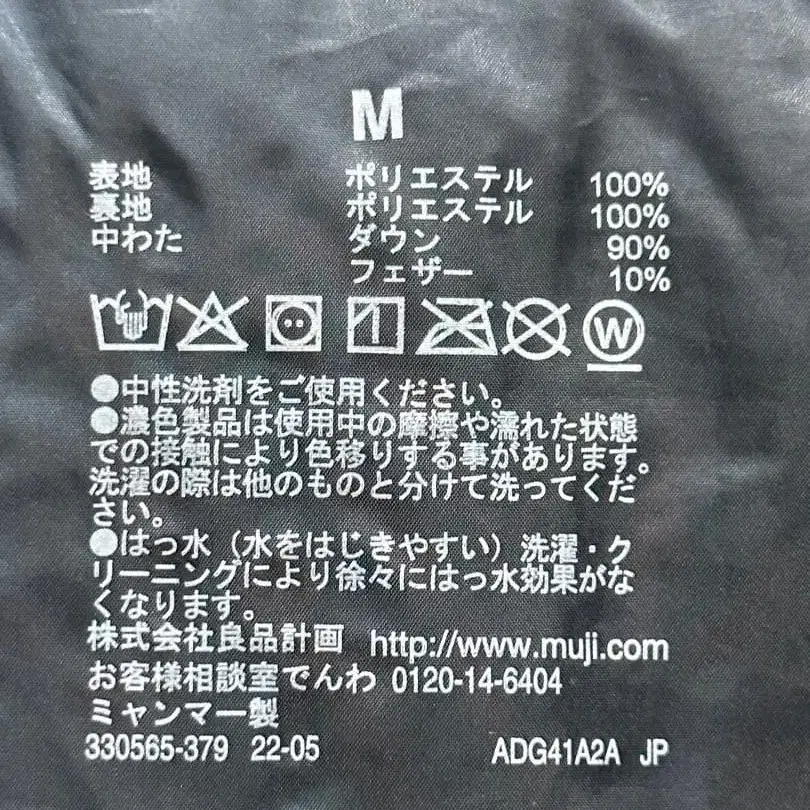 M
表地 ポリエステル 100%
裏地 ポリエステル 100%
中わた ダウン 90%
フェザー 10%
W
●中性洗剤をご使用ください。
●濃色製品は使用中の摩擦や濡れた状態
での接触により色移りする事があります。
洗濯の際は他のものと分けて洗ってくだ
さい。
●はっ水（水をはじきやすい）洗濯・ク
リーニングにより徐々にはっ水効果がな
くなります。
株式会社良品計画 http://www.muji.com
お客様相談室でんわ 0120-14-6404
ミャンマー製
330565-379 22-05 ADG41A2A JP